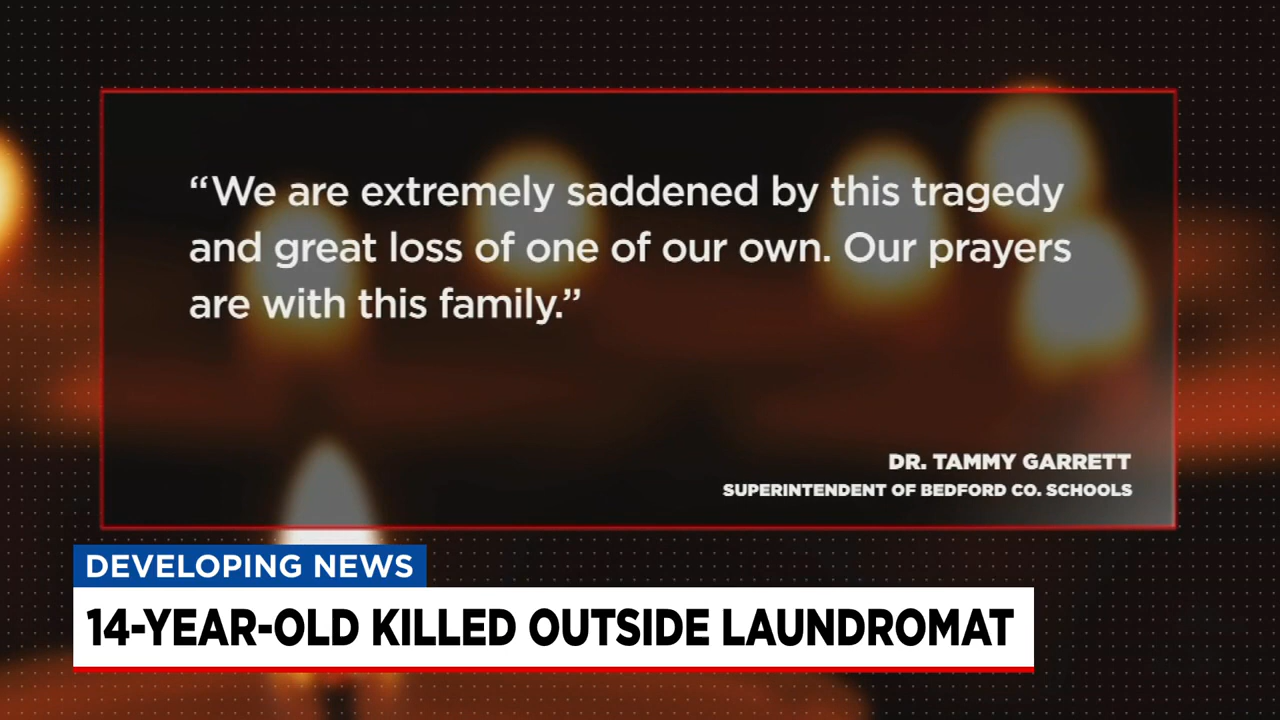 “We are extremely saddened by this tragedy
and great loss of one of our own. Our prayers
are with this family.”
DR. TAMMY GARRETT
SUPERINTENDENT OF BEDFORD CO. SCHOOLS
DEVELOPING NEWS
14-YEAR-OLD KILLED OUTSIDE LAUNDROMAT